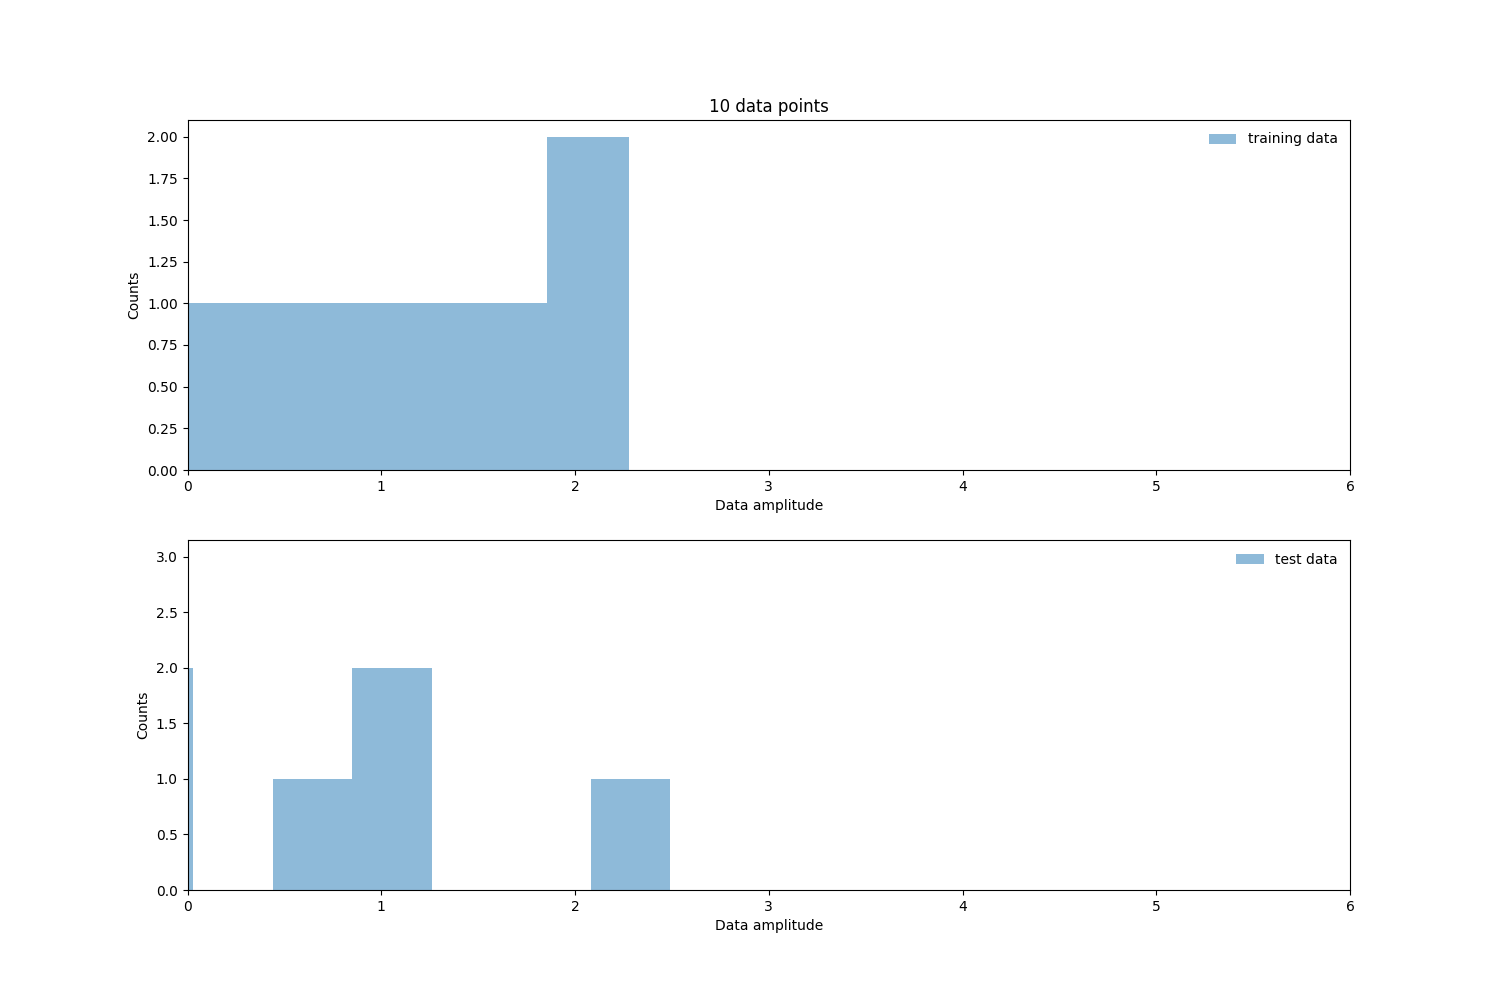 10 data points
training data
2.00
1.75
1.50
1.25
1.00
0.75
0.50
0.25
0.00
Counts
0 1 2 3 4 5 6
Data amplitude
test data
3.0
2.5
2.0
1.5
1.0
0.5
0.0
Counts
0 1 2 3 4 5 6
Data amplitude